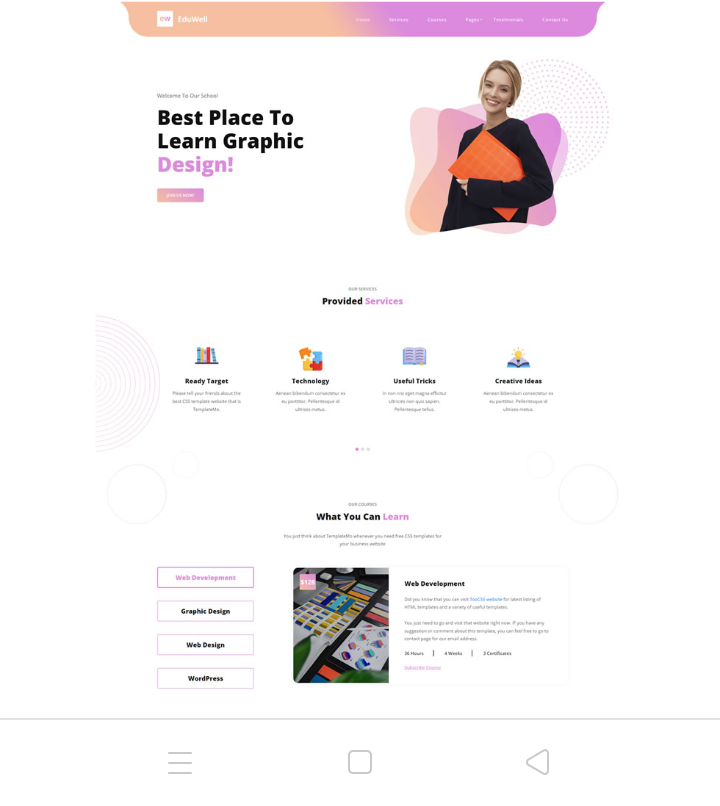 ew EduWell
Home Services Courses Pages Testimonials Contact Us
Welcome To Our School
Best Place To
Learn Graphic
Design!
JOIN US NOW!
OUR SERVICES
Provided Services
Ready Target
Please tell your friends about the
best CSS template website that is
TemplateMo.
Technology
Aenean bibendum consectetur ex
eu porttitor. Pellentesque id
ultricies metus.
Useful Tricks
In non nisi eget magna efficitur
ultricies non quis sapien.
Pellentesque tellus.
Creative Ideas
Aenean bibendum consectetur ex
eu porttitor. Pellentesque id
ultricies metus.
OUR COURSES
What You Can Learn
You just think about TemplateMo whenever you need free CSS templates for
your business website
Web Development
Graphic Design
Web Design
WordPress
$128
Web Development
Did you know that you can visit TooCSS website for latest listing of
HTML templates and a variety of useful templates.
You just need to go and visit that website right now. IF you have any
suggestion or comment about this template, you can feel free to go to
contact page for our email address.
36 Hours 4 Weeks 3 Certificates
Subscribe Course